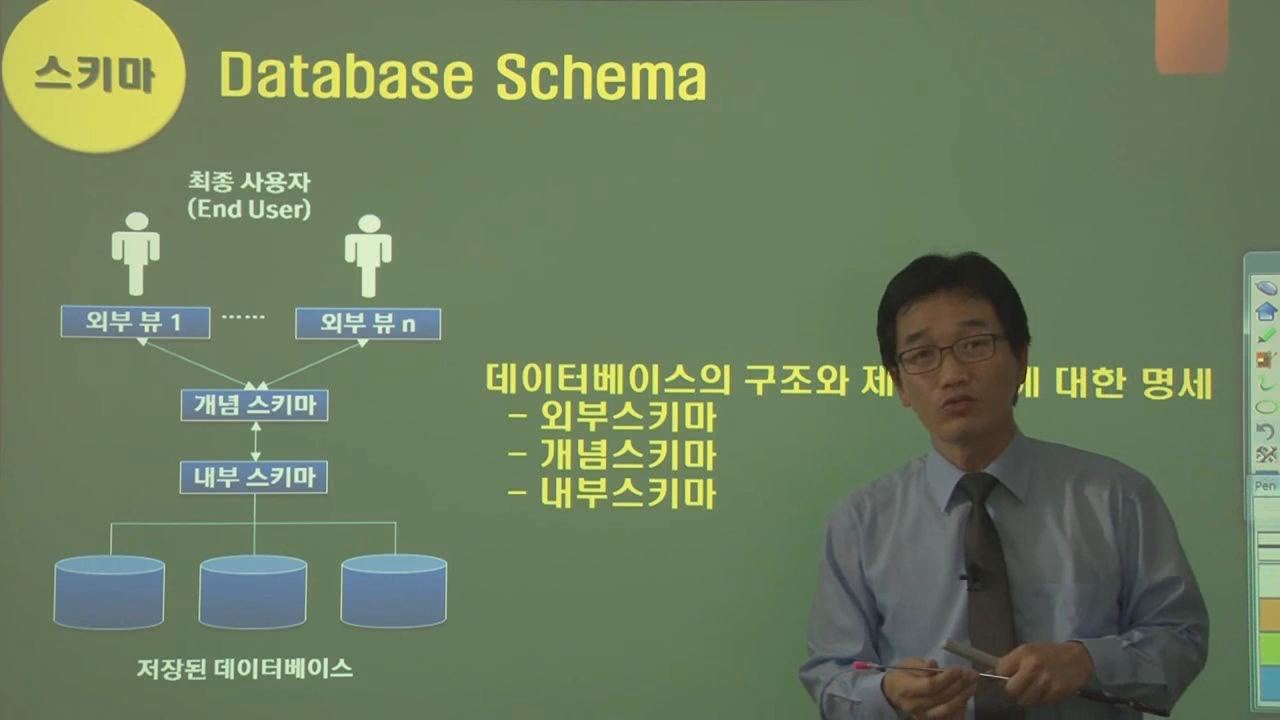 스키마
Database Schema
최종 사용자
(End User)
외부 뷰 1
······
외부 뷰 n
개념 스키마
내부 스키마
저장된 데이터베이스
데이터베이스의 구조와 제 대한 명세
- 외부스키마
- 개념스키마
- 내부스키마
Pen